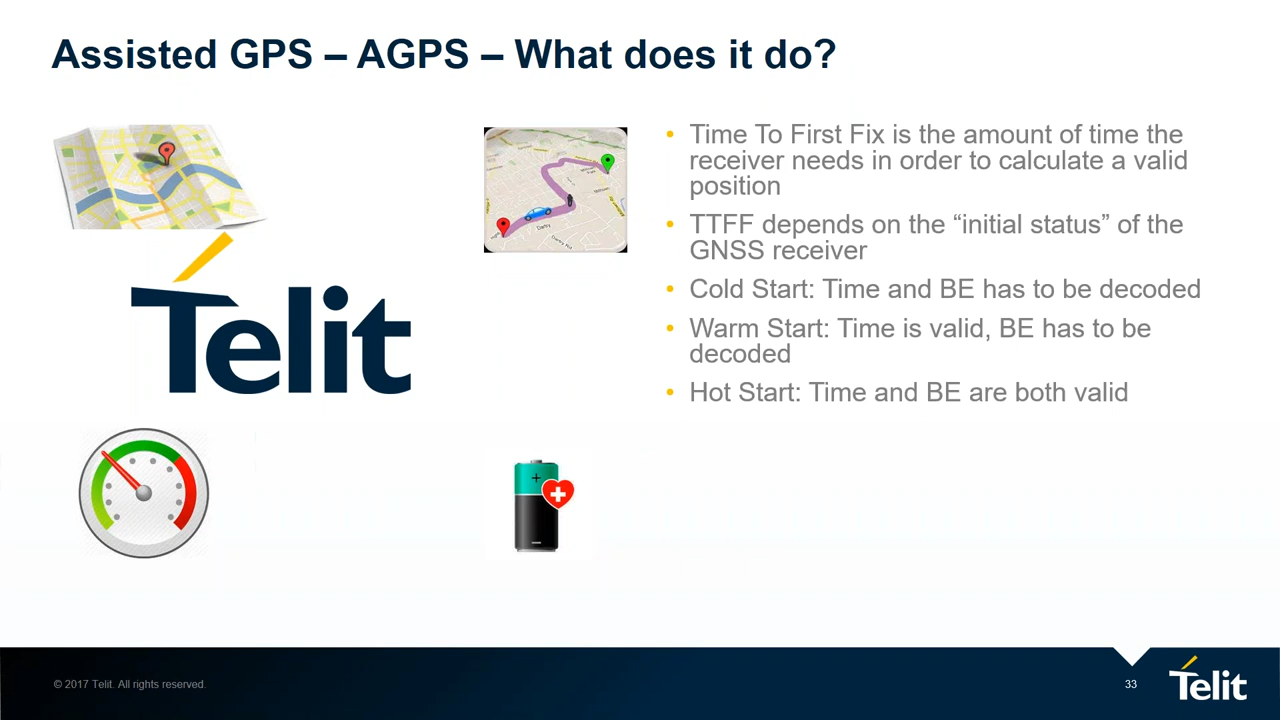 Assisted GPS – AGPS – What does it do?
• Time To First Fix is the amount of time the
receiver needs in order to calculate a valid
position
• TTFF depends on the “initial status” of the
GNSS receiver
• Cold Start: Time and BE has to be decoded
• Warm Start: Time is valid, BE has to be
decoded
• Hot Start: Time and BE are both valid
Telit
© 2017 Telit. All rights reserved.
33
Telit